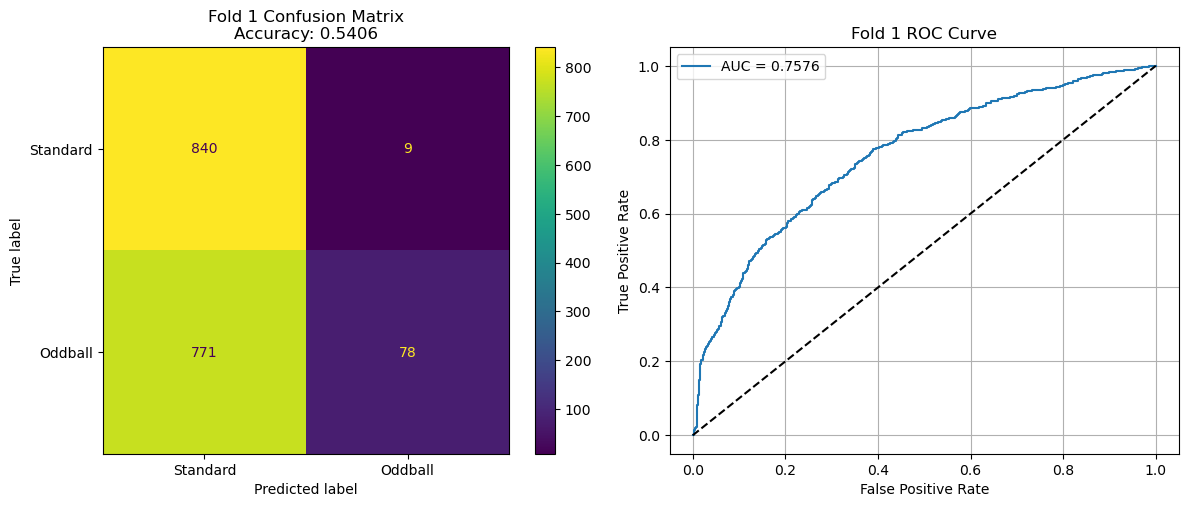 Fold 1 Confusion Matrix
Accuracy: 0.5406
True label
Standard
Oddball
840
9
771
78
Standard
Oddball
Predicted label
800
700
600
500
400
300
200
100
Fold 1 ROC Curve
AUC = 0.7576
True Positive Rate
1.0
0.8
0.6
0.4
0.2
0.0
0.0
0.2
0.4
0.6
0.8
1.0
False Positive Rate